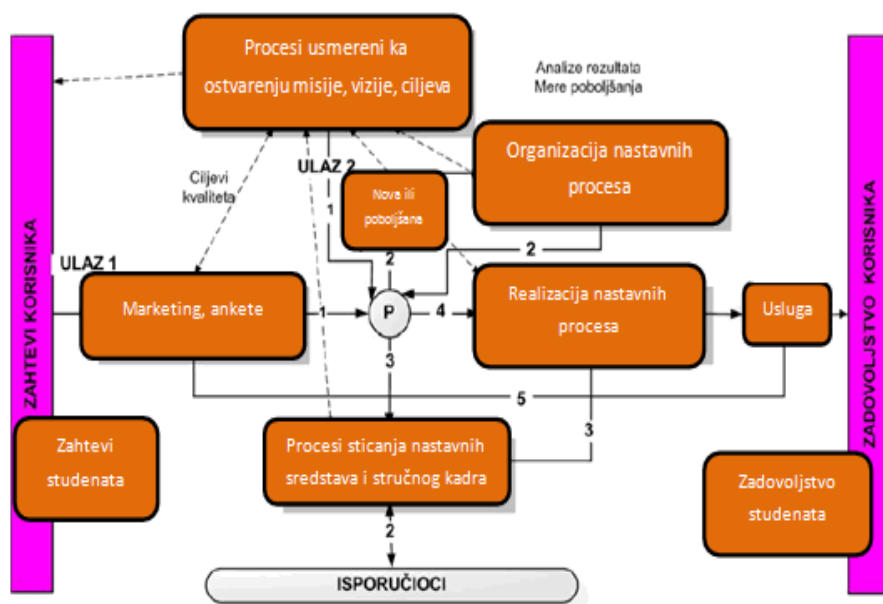 Procesi usmereni ka
ostvarenju misije, vizije, ciljeva
Analize rezultata
Mere poboljšanja
Organizacija nastavnih
procesa
ULAZ 2
Ciljevi
kvaliteta
1
Nova ili
poboljšana
2
2
ZAHTEVI KORISNIKA
ULAZ 1
Marketing, ankete
1
P
4
Realizacija nastavnih
procesa
Usluga
ZADOVOLJSTVO KORISNIKA
3
5
3
Zahtevi
studenata
Procesi sticanja nastavnih
sredstava i stručnog kadra
Zadovoljstvo
studenata
2
ISPORUČIOCI